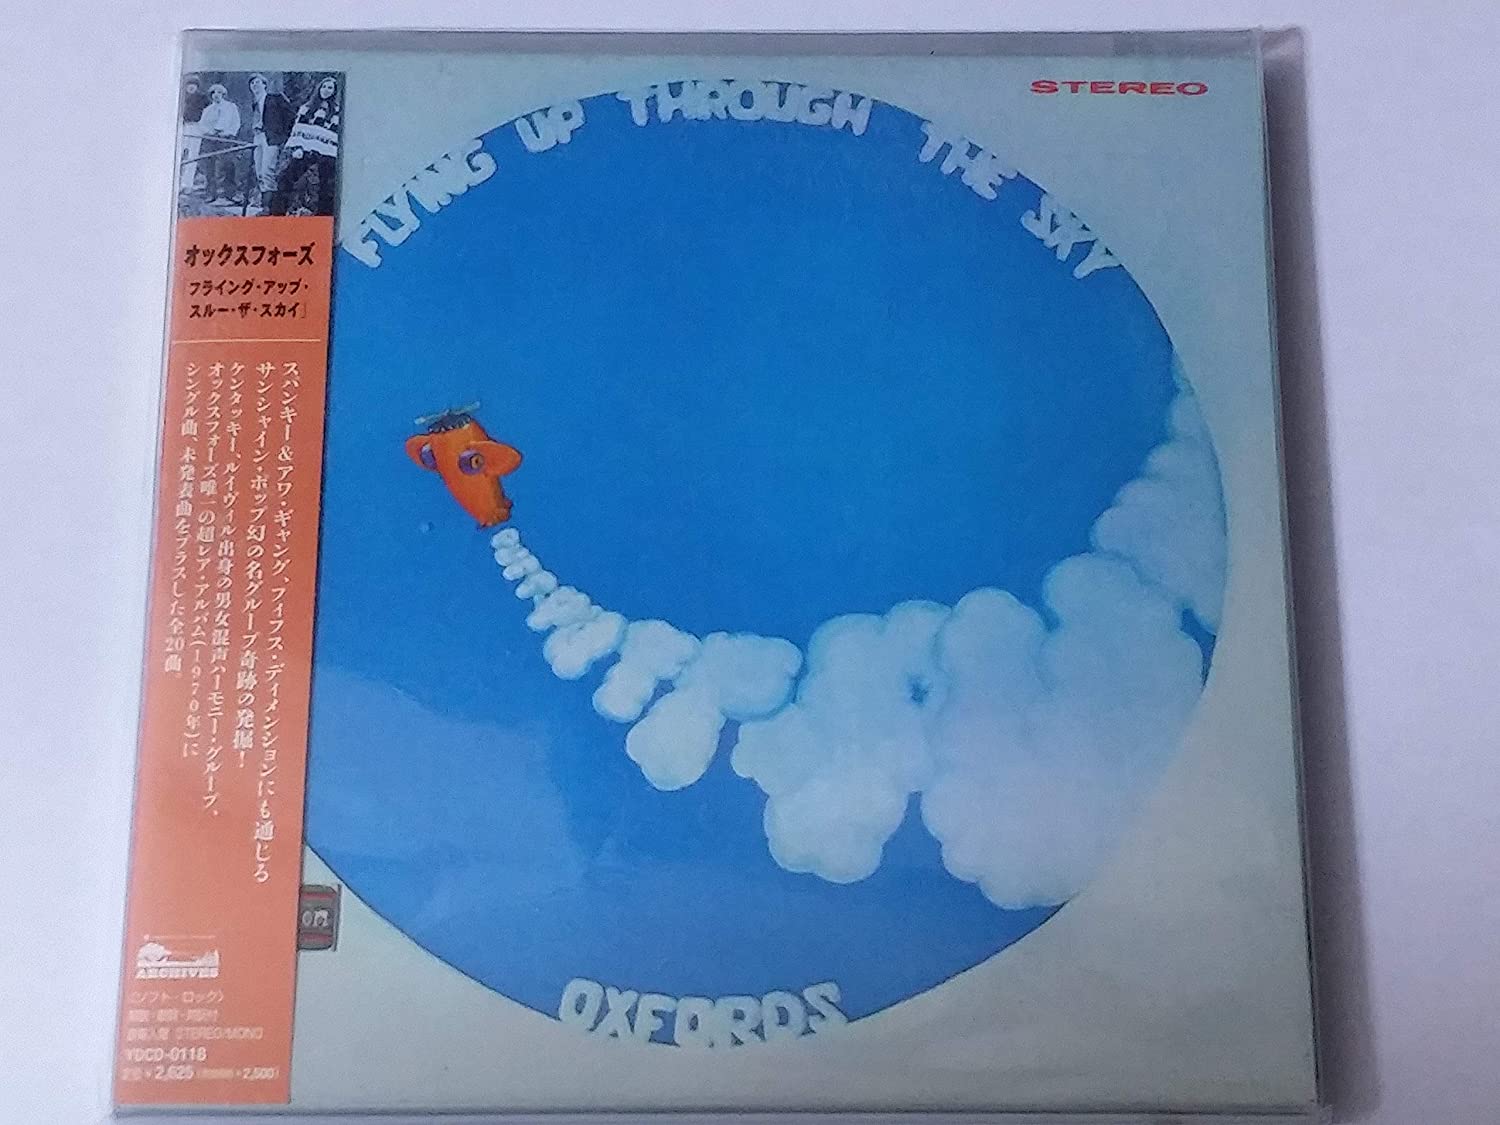 STEREO
FLYING UP THROUGH THE SKY
OXFORDS
オックスフォーズ
フライング・アップ・
スルー・ザ・スカイ」
スパンキー&アワ・ギャング、フィフス・ディメンションにも通じる
サンシャイン・ポップ幻の名グループ奇跡の発掘！
ケンタッキー、ルイヴィル出身の男女混声ハーモニー・グループ、
オックスフォーズ唯一の超レア・アルバム(1970年)に
シングル曲、未発表曲をプラスした全20曲。
ARCHIVES
〈ソフト・ロック〉
STEREO/MONO
YDCD-0118
¥2,625
2,500)